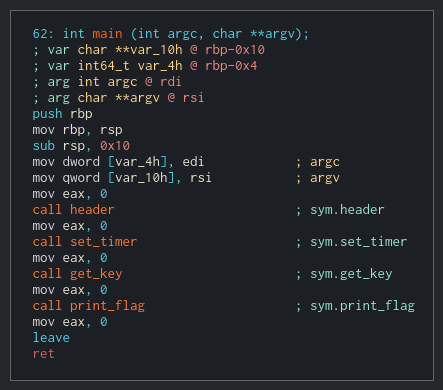 62: int main (int argc, char **argv);
; var char **var_10h @ rbp-0x10
; var int64_t var_4h @ rbp-0x4
; arg int argc @ rdi
; arg char **argv @ rsi
push rbp
mov rbp, rsp
sub rsp, 0x10
mov dword [var_4h], edi ; argc
mov qword [var_10h], rsi ; argv
mov eax, 0
call header ; sym.header
mov eax, 0
call set_timer ; sym.set_timer
mov eax, 0
call get_key ; sym.get_key
mov eax, 0
call print_flag ; sym.print_flag
mov eax, 0
leave
ret